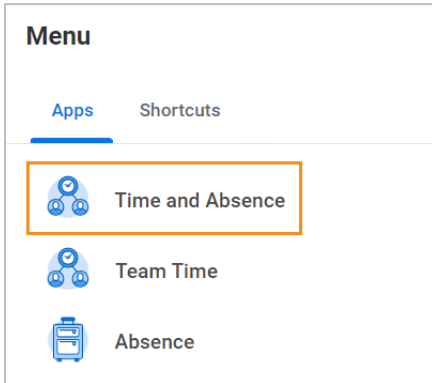 Menu
Apps Shortcuts
Time and Absence
Team Time
Absence